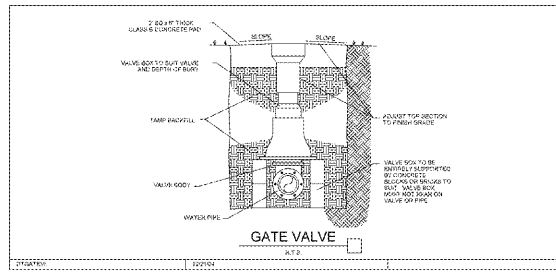 2' SQ x 6" THICK
CLASS B CONCRETE PAD
SLOPE
SLOPE
VALVE BOX TO SUIT VALVE
AND DEPTH OF BURY
TAMP BACKFILL
ADJUST TOP SECTION
TO FINISH GRADE
VALVE BODY
WATER PIPE
VALVE BOX TO BE
ENTIRELY SUPPORTED
BY CONCRETE
BLOCKS OR BRICKS TO
SUIT. VALVE BOX
MUST NOT BEAR ON
VALVE OR PIPE
GATE VALVE
N.T.S.